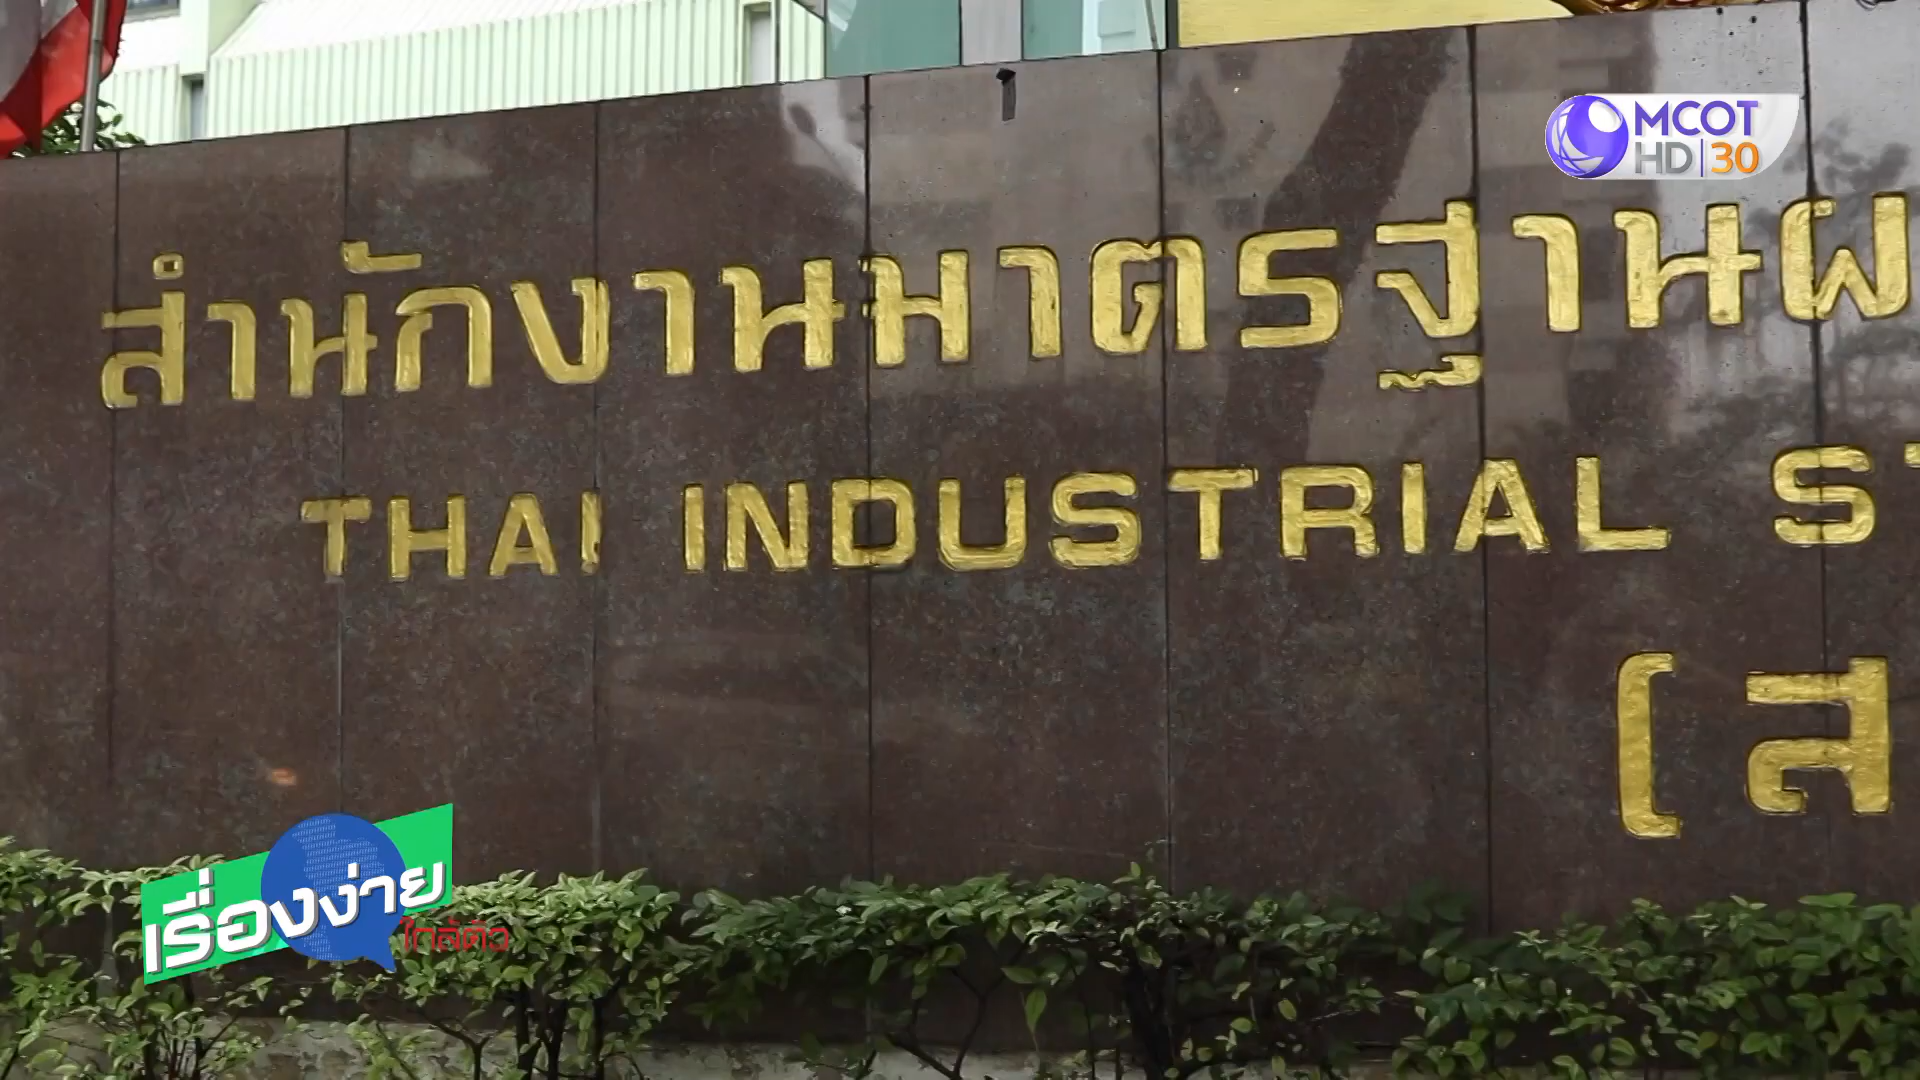 MCOT
HD 30
สำนักงานมาตรฐานผ
THAI INDUSTRIAL ST
(ส
เรื่องง่าย
ใกล้ตัว